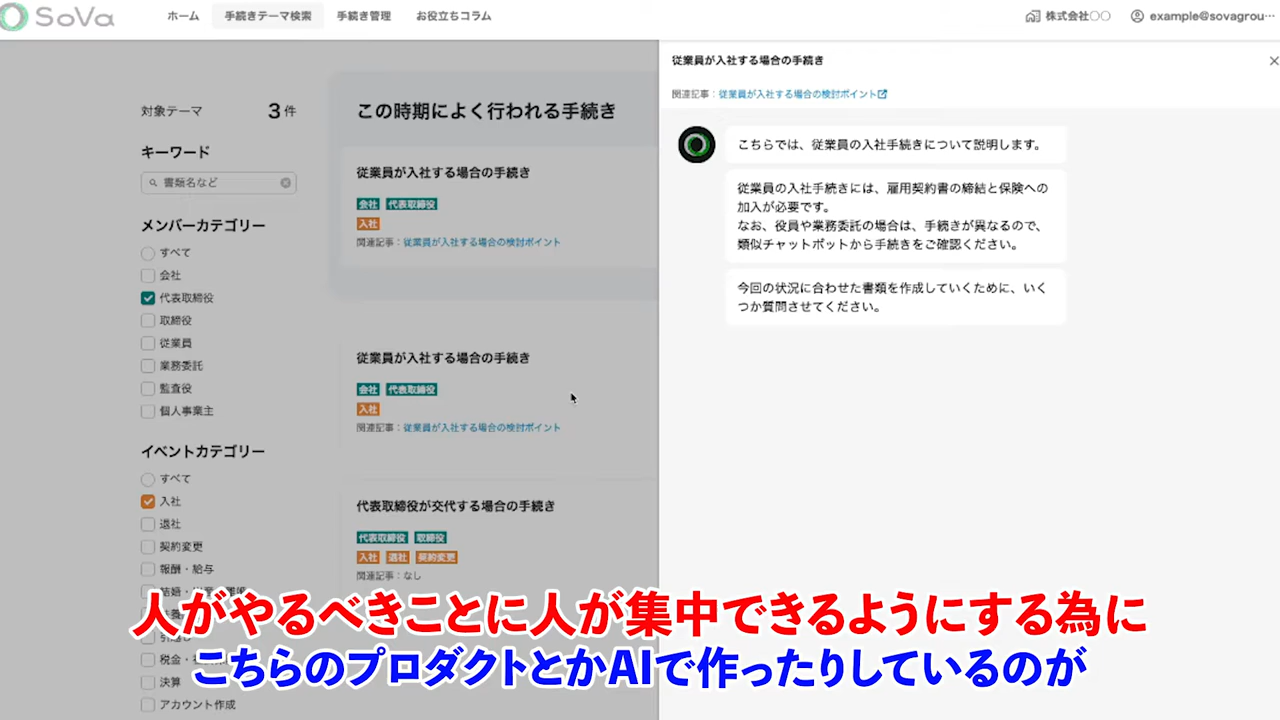 SoVa
ホーム 手続きテーマ検索 手続き管理 お役立ちコラム
株式会社〇〇 example@sovagrou…
対象テーマ 3件
キーワード
書類名など
メンバーカテゴリー
すべて
会社
代表取締役
取締役
従業員
業務委託
監査役
個人事業主
イベントカテゴリー
すべて
入社
退社
契約変更
報酬・給与
税金・
決算
アカウント作成
この時期によく行われる手続き
従業員が入社する場合の手続き
会社 代表取締役
入社
関連記事：従業員が入社する場合の検討ポイント
従業員が入社する場合の手続き
会社 代表取締役
入社
関連記事：従業員が入社する場合の検討ポイント
代表取締役が交代する場合の手続き
代表取締役 取締役
入社 退社 契約変更
関連記事：なし
従業員が入社する場合の手続き
関連記事：従業員が入社する場合の検討ポイント
こちらでは、従業員の入社手続きについて説明します。
従業員の入社手続きには、雇用契約書の締結と保険への
加入が必要です。
なお、役員や業務委託の場合は、手続きが異なるので、
類似チャットボットから手続きをご確認ください。
今回の状況に合わせた書類を作成していくために、いく
つか質問させてください。
人がやるべきことに人が集中できるようにする為に
こちらのプロダクトとかAIで作ったりしているのが